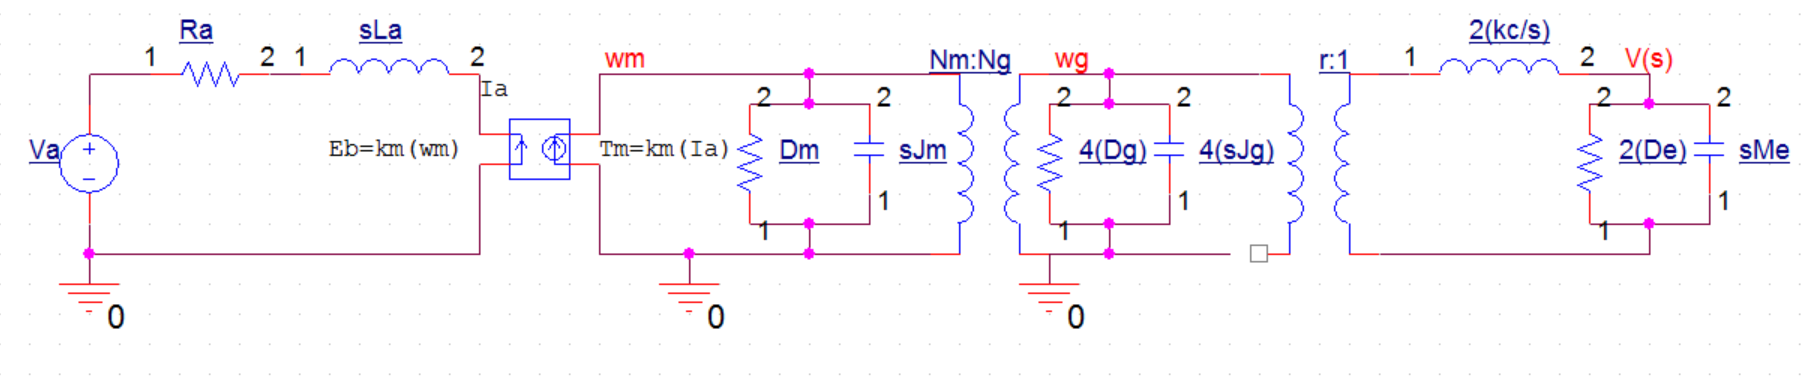 Ra
sLa
2(kc/s)
1 2 1 2 wm Nm:Ng wg r:1 1 2 V(s)
Ia
2 2 2 2 2 2
Va Eb=km(wm) Tm=km(Ia) Dm sJm 4(Dg) 4(sJg) 2(De) sMe
+
−
1 1 1 1 1 1
0 0 0